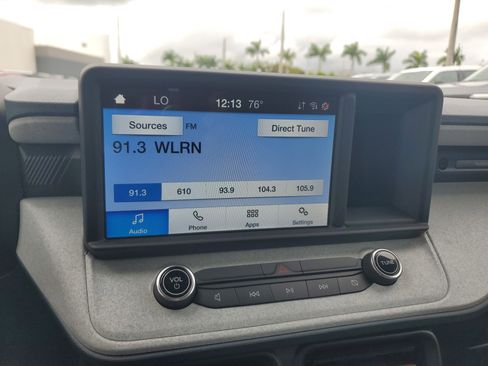 LO 12:13 76°
Sources FM Direct Tune
91.3 WLRN
91.3 610 93.9 104.3 105.9
Audio Phone Apps Settings
VOL TUNE